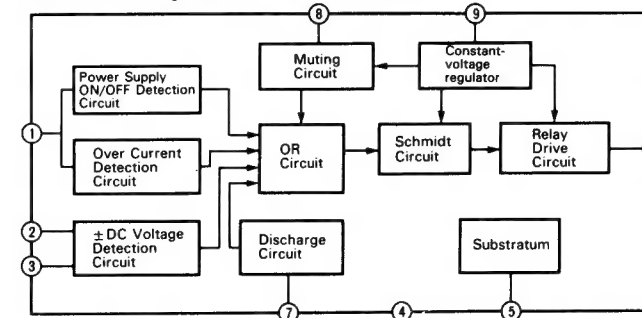 8
9
Muting
Circuit
Constant-
voltage
regulator
Power Supply
ON/OFF Detection
Circuit
1
Over Current
Detection
Circuit
OR
Circuit
Schmidt
Circuit
Relay
Drive
Circuit
2
3
± DC Voltage
Detection
Circuit
Discharge
Circuit
Substratum
7
4
5